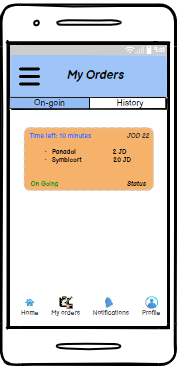 My Orders
On-goin History
Time left: 10 minutes JOD 22
- Panadol 2 JD
- Symbicort 20 JD
On Going Status
Home My orders Notifications Profile